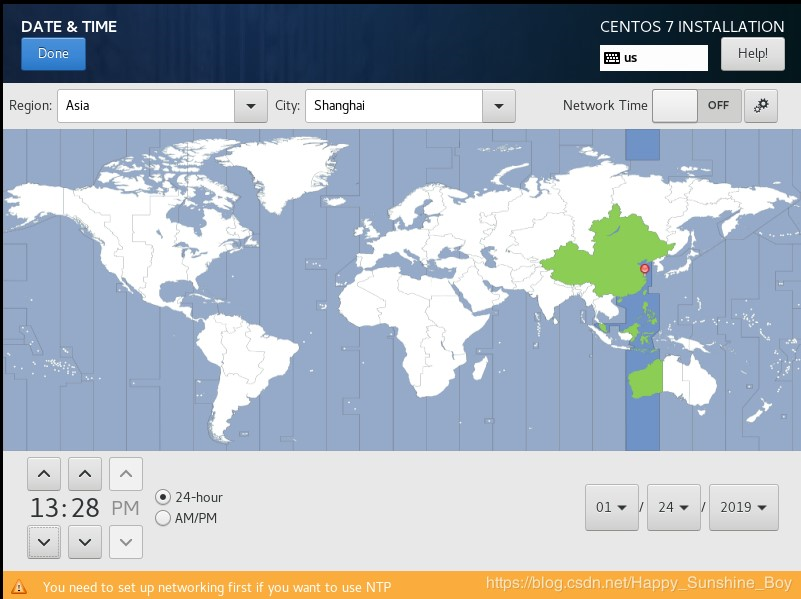 DATE & TIME
CENTOS 7 INSTALLATION
Done
us
Help!
Region: Asia City: Shanghai Network Time OFF
13:28 PM
24-hour
AM/PM
01 / 24 / 2019
You need to set up networking first if you want to use NTP
https://blog.csdn.net/Happy_Sunshine_Boy